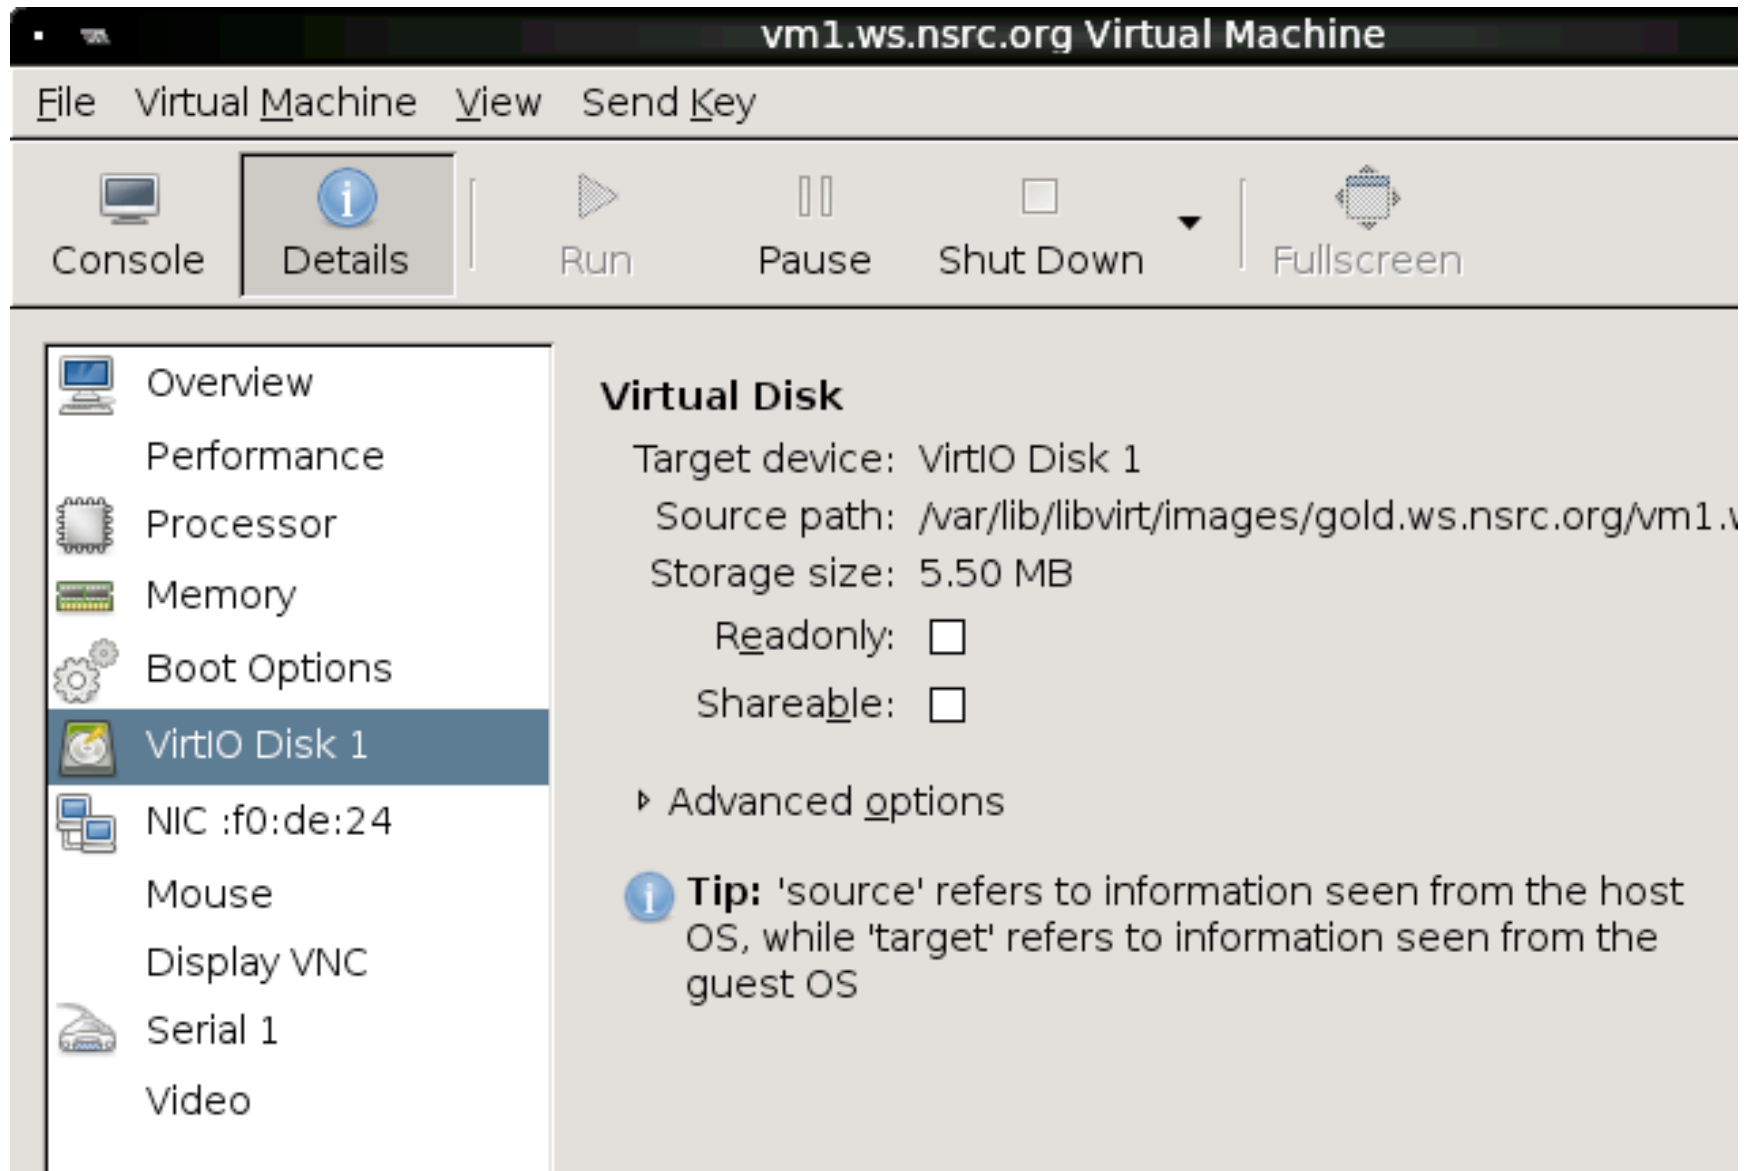 vm1.ws.nsrc.org Virtual Machine
File Virtual Machine View Send Key
Console Details Run Pause Shut Down Fullscreen
Overview
Performance
Processor
Memory
Boot Options
VirtIO Disk 1
NIC :f0:de:24
Mouse
Display VNC
Serial 1
Video
Virtual Disk
Target device: VirtIO Disk 1
Source path: /var/lib/libvirt/images/gold.ws.nsrc.org/vm1.
Storage size: 5.50 MB
Readonly:
Shareable:
Advanced options
Tip: 'source' refers to information seen from the host
OS, while 'target' refers to information seen from the
guest OS